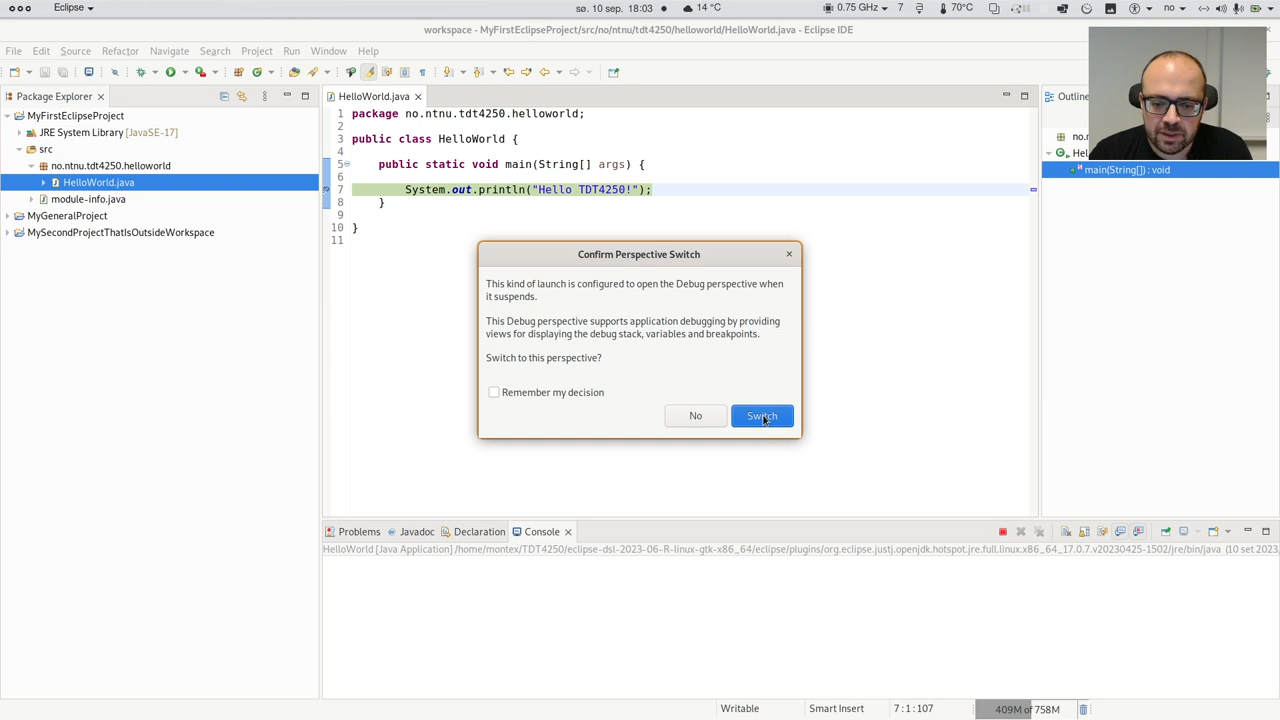 Eclipse
sø. 10 sep. 18:03
14 °C
0.75 GHz
7
70°C
no
workspace - MyFirstEclipseProject/src/no/ntnu/tdt4250/helloworld/HelloWorld.java - Eclipse IDE
File Edit Source Refactor Navigate Search Project Run Window Help
Package Explorer
MyFirstEclipseProject
JRE System Library [JavaSE-17]
src
no.ntnu.tdt4250.helloworld
HelloWorld.java
module-info.java
MyGeneralProject
MySecondProjectThatIsOutsideWorkspace
HelloWorld.java
1 package no.ntnu.tdt4250.helloworld;
2
3 public class HelloWorld {
4
5 public static void main(String[] args) {
6
7 System.out.println("Hello TDT4250!");
8 }
9
10 }
11
Outline
main(String[]) : void
Confirm Perspective Switch
This kind of launch is configured to open the Debug perspective when
it suspends.
This Debug perspective supports application debugging by providing
views for displaying the debug stack, variables and breakpoints.
Switch to this perspective?
Remember my decision
No
Switch
Problems Javadoc Declaration Console
HelloWorld [Java Application] /home/montex/TDT4250/eclipse-dsl-2023-06-R-linux-gtk-x86_64/eclipse/plugins/org.eclipse.justj.openjdk.hotspot.jre.full.linux.x86_64_17.0.7.v20230425-1502/jre/bin/java (10 set 2023,
Writable
Smart Insert
7 : 1 : 107
409M of 758M